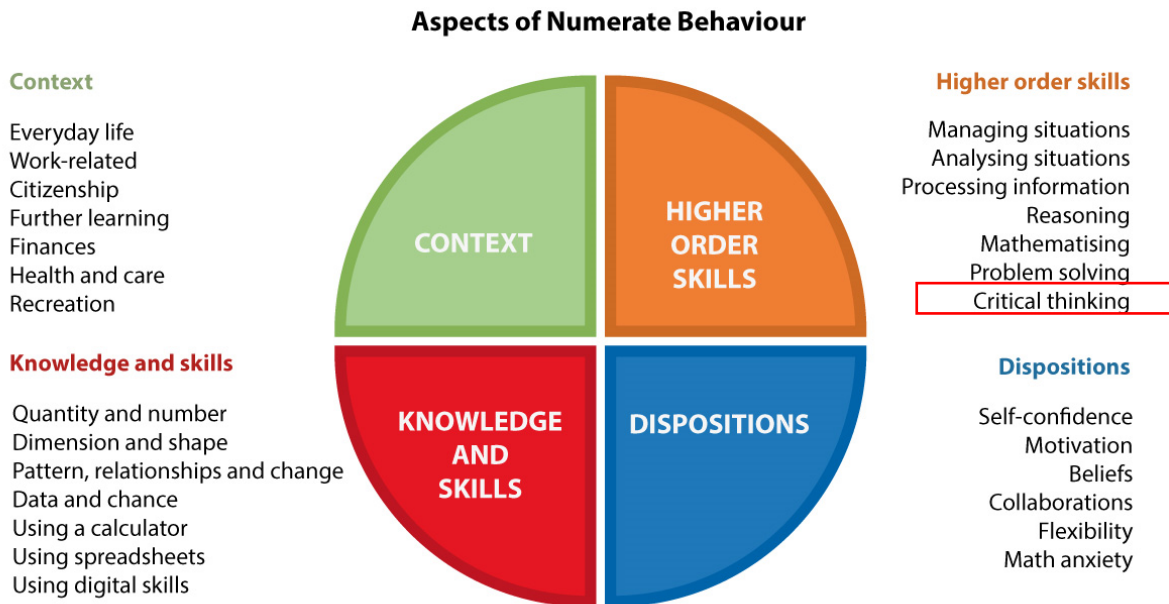 Aspects of Numerate Behaviour
Context
Everyday life
Work-related
Citizenship
Further learning
Finances
Health and care
Recreation
CONTEXT
HIGHER
ORDER
SKILLS
Higher order skills
Managing situations
Analysing situations
Processing information
Reasoning
Mathematising
Problem solving
Critical thinking
Knowledge and skills
Quantity and number
Dimension and shape
Pattern, relationships and change
Data and chance
Using a calculator
Using spreadsheets
Using digital skills
KNOWLEDGE
AND
SKILLS
DISPOSITIONS
Dispositions
Self-confidence
Motivation
Beliefs
Collaborations
Flexibility
Math anxiety